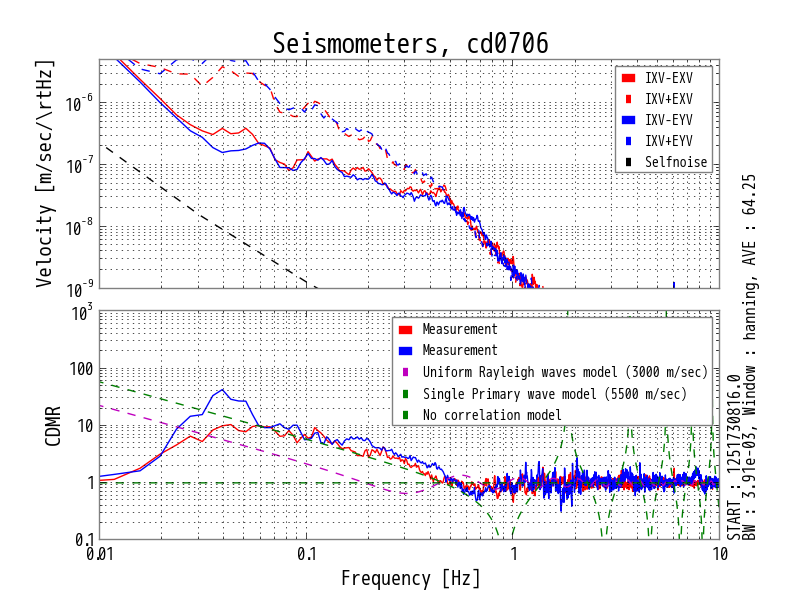 Seismometers, cd0706
Velocity [m/sec/\rtHz]
10^-6
10^-7
10^-8
10^-9
IXV-EXV
IXV+EXV
IXV-EYV
IXV+EYV
Selfnoise
CDMR
10^3
100
10
1
0.1
Measurement
Measurement
Uniform Rayleigh waves model (3000 m/sec)
Single Primary wave model (5500 m/sec)
No correlation model
0.01
0.1
1
10
Frequency [Hz]
START : 1251730816.0
BW : 3.91e-03, Window : hanning, AVE : 64.25